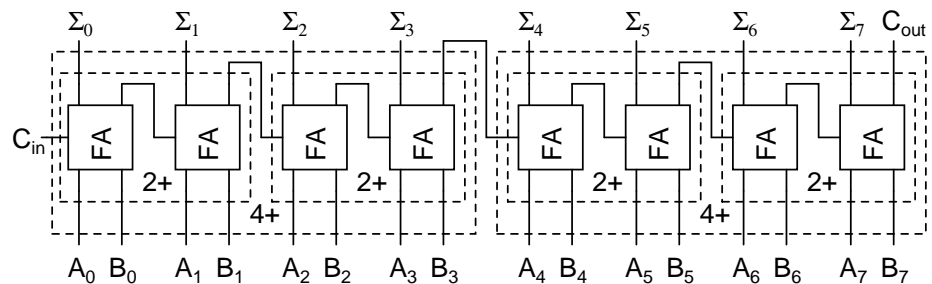 Σ₀ Σ₁ Σ₂ Σ₃ Σ₄ Σ₅ Σ₆ Σ₇ C_out
C_in FA FA FA FA FA FA FA FA
2+ 2+ 2+ 2+
4+ 4+
A₀ B₀ A₁ B₁ A₂ B₂ A₃ B₃ A₄ B₄ A₅ B₅ A₆ B₆ A₇ B₇